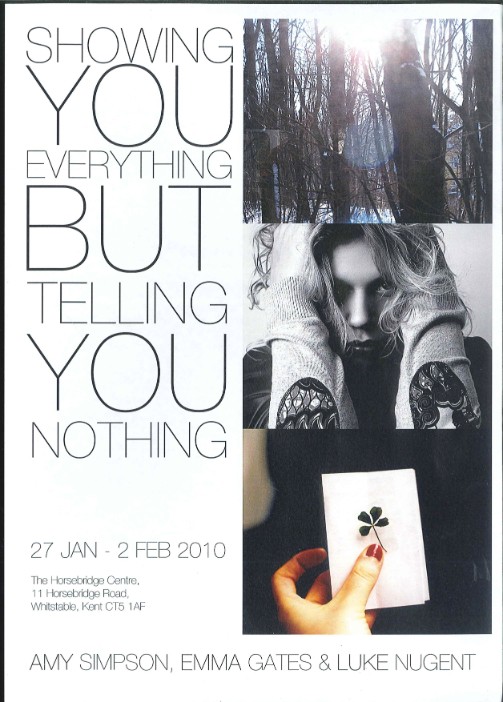 SHOWING
YOU
EVERYTHING
BUT
TELLING
YOU
NOTHING
27 JAN - 2 FEB 2010
The Horsebridge Centre,
11 Horsebridge Road,
Whitstable, Kent CT5 1AF
AMY SIMPSON, EMMA GATES & LUKE NUGENT